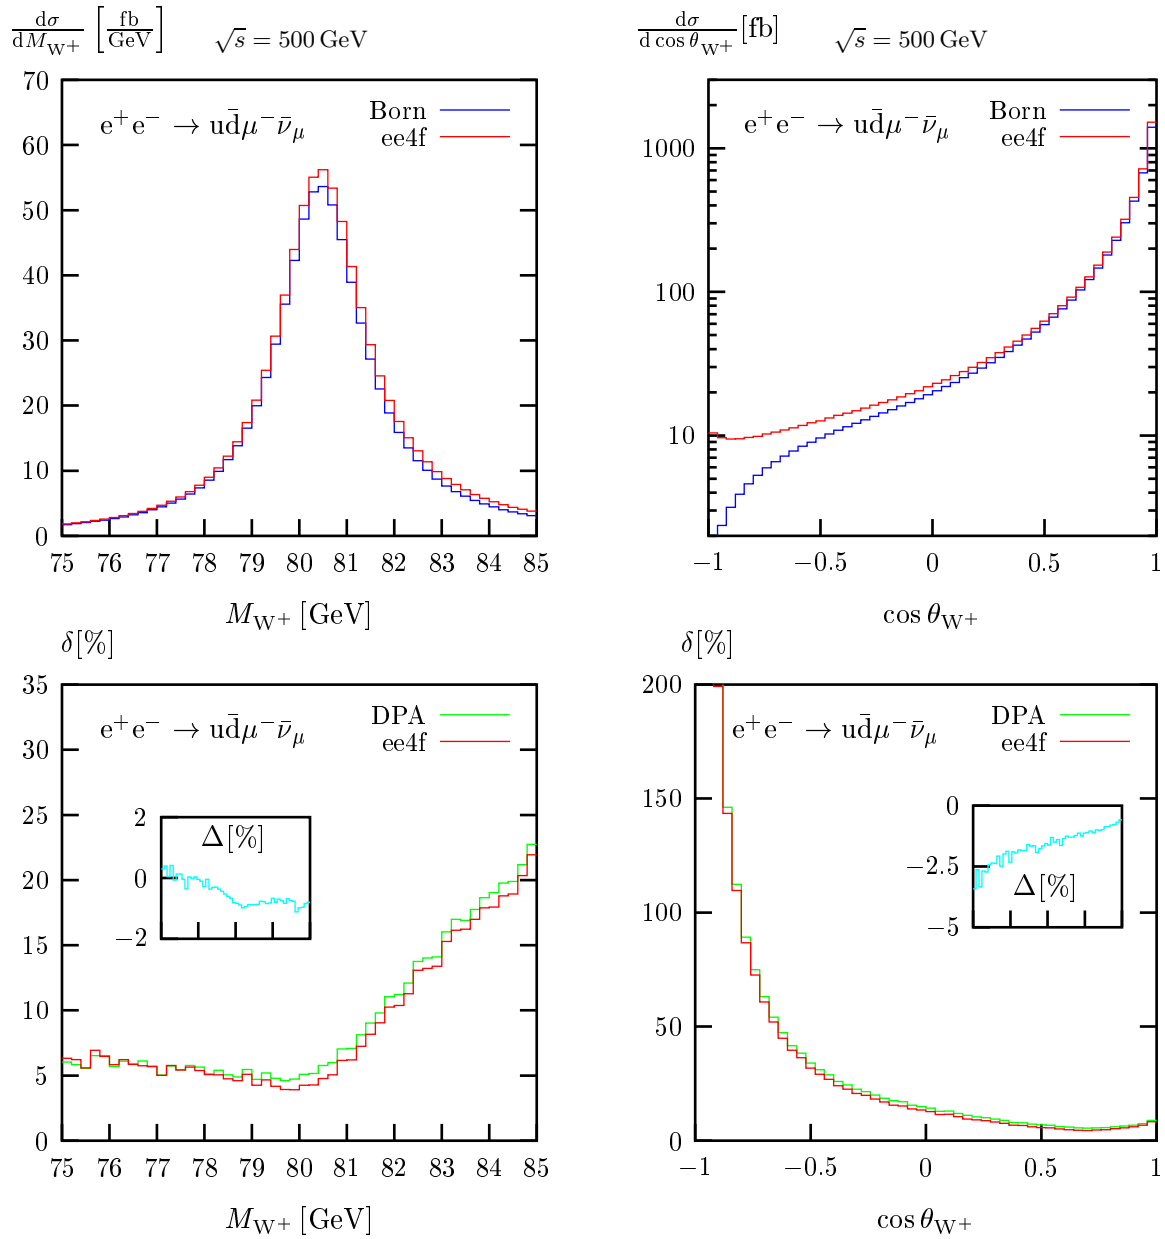 dσ/dM_W+ [fb/GeV] √s = 500 GeV
70
60
50
40
30
20
10
0
e⁺e⁻ → ud̄μ⁻ν̄_μ
Born
ee4f
75 76 77 78 79 80 81 82 83 84 85
M_W+ [GeV]
dσ/d cos θ_W+ [fb] √s = 500 GeV
1000
100
10
e⁺e⁻ → ud̄μ⁻ν̄_μ
Born
ee4f
−1 −0.5 0 0.5 1
cos θ_W+
δ[%]
35
30
25
20
15
10
5
0
e⁺e⁻ → ud̄μ⁻ν̄_μ
DPA
ee4f
2
0
−2
Δ[%]
75 76 77 78 79 80 81 82 83 84 85
M_W+ [GeV]
δ[%]
200
150
100
50
0
e⁺e⁻ → ud̄μ⁻ν̄_μ
DPA
ee4f
0
−2.5
−5
Δ[%]
−1 −0.5 0 0.5 1
cos θ_W+